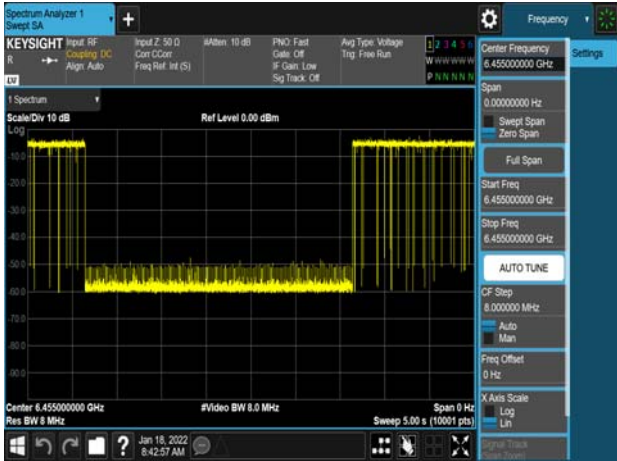 Spectrum Analyzer 1
Swept SA
Frequency
KEYSIGHT
R
LXI
Input: RF
Coupling: DC
Align: Auto
Input Z: 50 Ω
Corr CCorr
Freq Ref: Int (S)
#Atten: 10 dB
PNO: Fast
Gate: Off
IF Gain: Low
Sig Track: Off
Avg Type: Voltage
Trig: Free Run
1 2 3 4 5 6
W W W W W W
P N N N N N
1 Spectrum
Scale/Div 10 dB
Ref Level 0.00 dBm
Log
-10.0
-20.0
-30.0
-40.0
-50.0
-60.0
-70.0
-80.0
Center 6.455000000 GHz
Res BW 8 MHz
#Video BW 8.0 MHz
Span 0 Hz
Sweep 5.00 s (10001 pts)
Jan 18, 2022
8:42:57 AM
Center Frequency
6.455000000 GHz
Settings
Span
0.00000000 Hz
Swept Span
Zero Span
Full Span
Start Freq
6.455000000 GHz
Stop Freq
6.455000000 GHz
AUTO TUNE
CF Step
8.000000 MHz
Auto
Man
Freq Offset
0 Hz
X Axis Scale
Log
Lin
Signal Track
(Span Zoom)